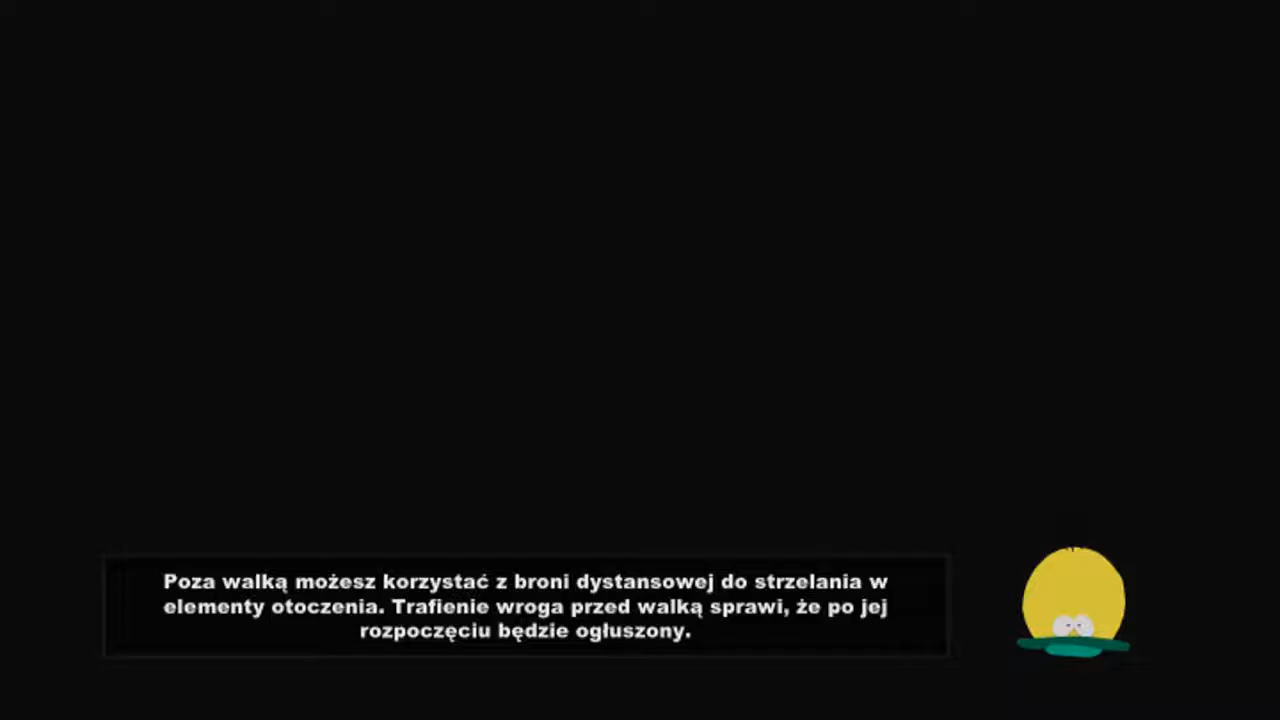 Poza walką możesz korzystać z broni dystansowej do strzelania w
elementy otoczenia. Trafienie wroga przed walką sprawi, że po jej
rozpoczęciu będzie ogłuszony.